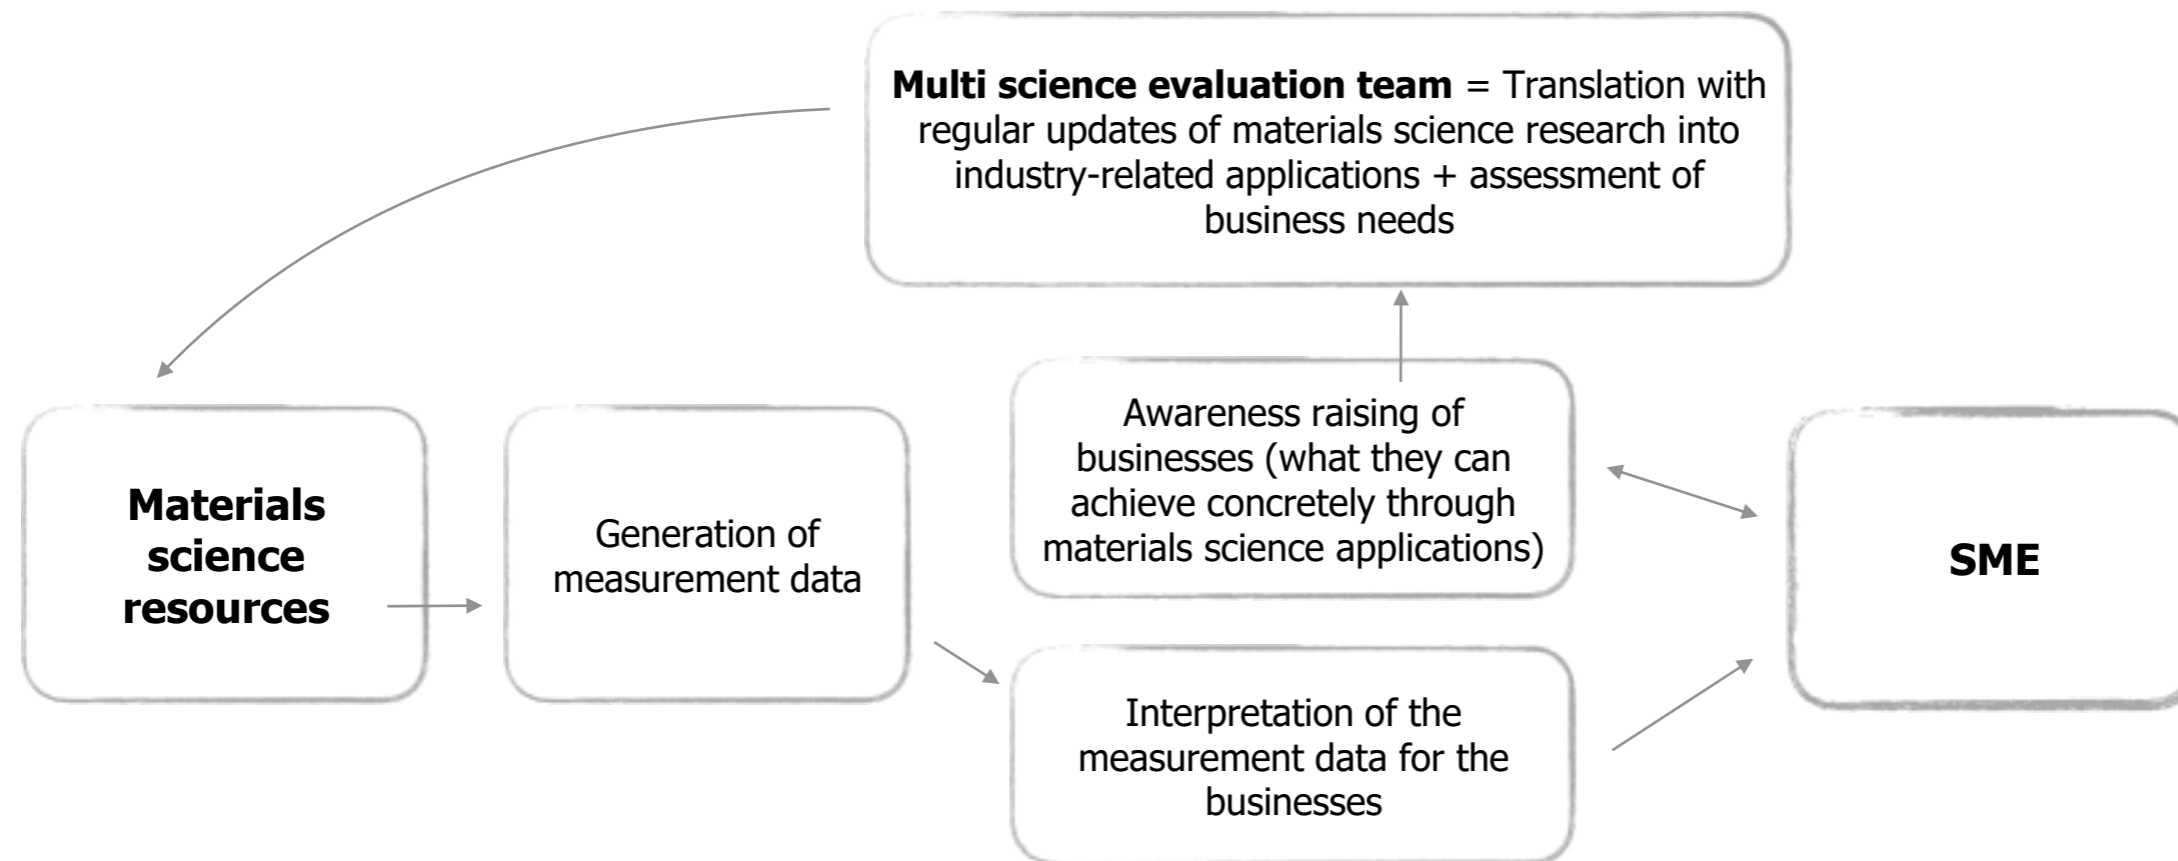 Multi science evaluation team = Translation with
regular updates of materials science research into
industry-related applications + assessment of
business needs
Materials
science
resources
Generation of
measurement data
Awareness raising of
businesses (what they can
achieve concretely through
materials science applications)
SME
Interpretation of the
measurement data for the
businesses